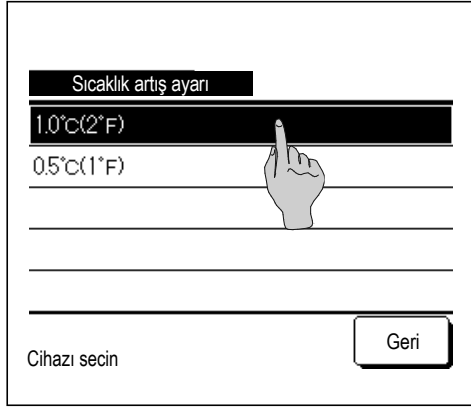 Sıcaklık artış ayarı
1.0°C(2°F)
0.5°C(1°F)
Geri
Cihazı secin